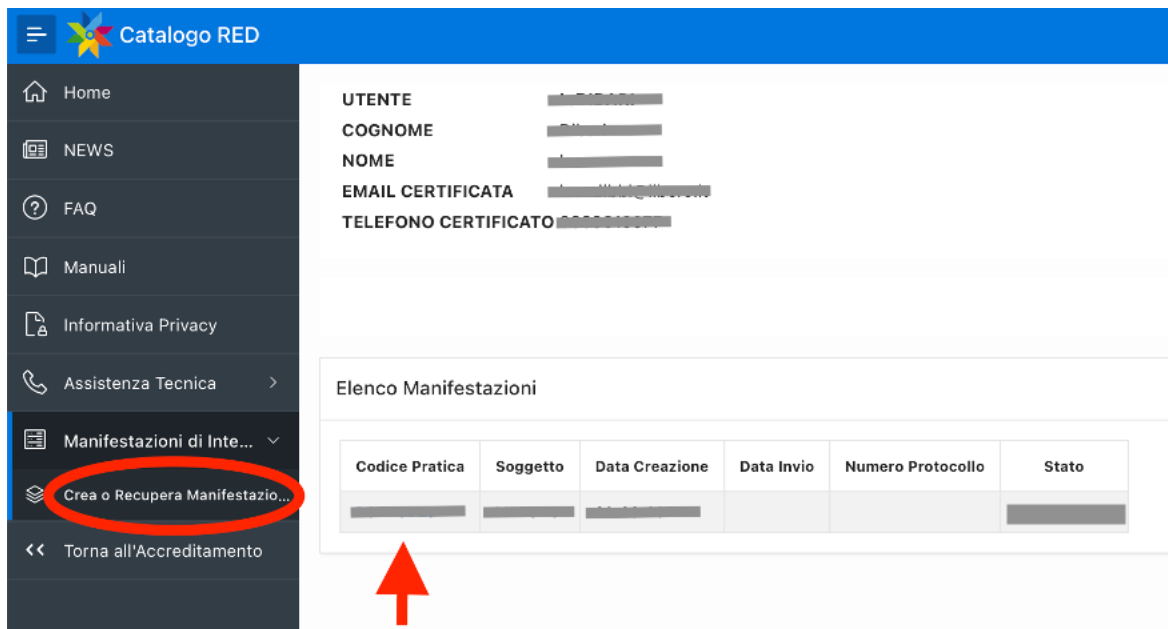 Catalogo RED
Home
NEWS
FAQ
Manuali
Informativa Privacy
Assistenza Tecnica
Manifestazioni di Inte...
Crea o Recupera Manifestazio...
Torna all'Accreditamento
UTENTE
COGNOME
NOME
EMAIL CERTIFICATA
TELEFONO CERTIFICATO
Elenco Manifestazioni
Codice Pratica Soggetto Data Creazione Data Invio Numero Protocollo Stato